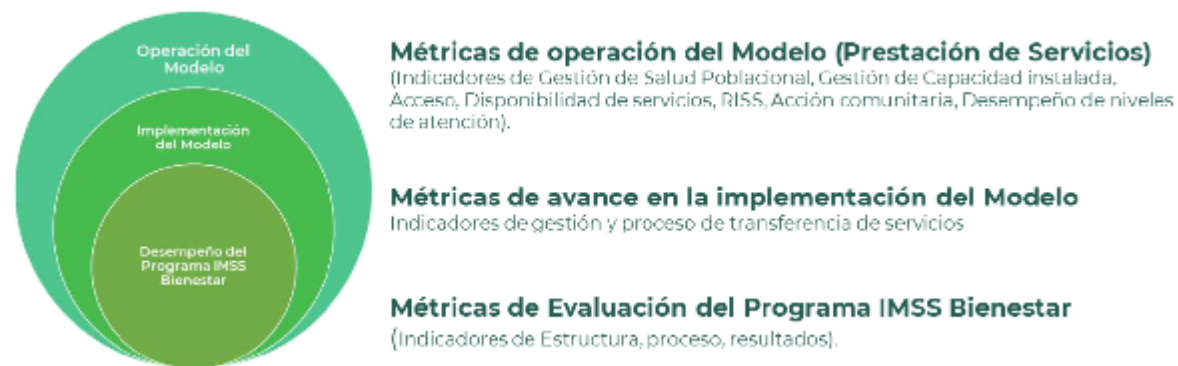 Operación del
Modelo
Implementación
del Modelo
Desempeño del
Programa IMSS
Bienestar
Métricas de operación del Modelo (Prestación de Servicios)
(Indicadores de Gestión de Salud Poblacional, Gestión de Capacidad instalada,
Acceso, Disponibilidad de servicios, RISS, Acción comunitaria, Desempeño de niveles
de atención).
Métricas de avance en la implementación del Modelo
Indicadores de gestión y proceso de transferencia de servicios
Métricas de Evaluación del Programa IMSS Bienestar
(Indicadores de Estructura, proceso, resultados).